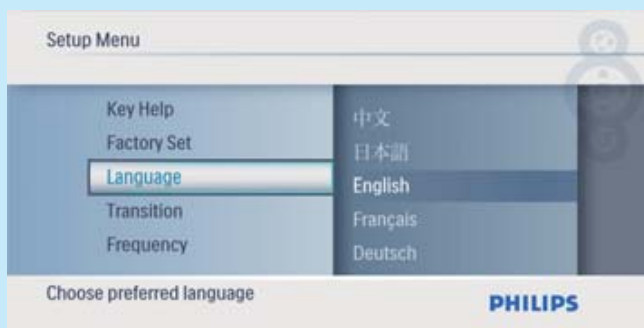 Setup Menu
Key Help
Factory Set
Language
Transition
Frequency
中文
日本語
English
Français
Deutsch
Choose preferred language
PHILIPS